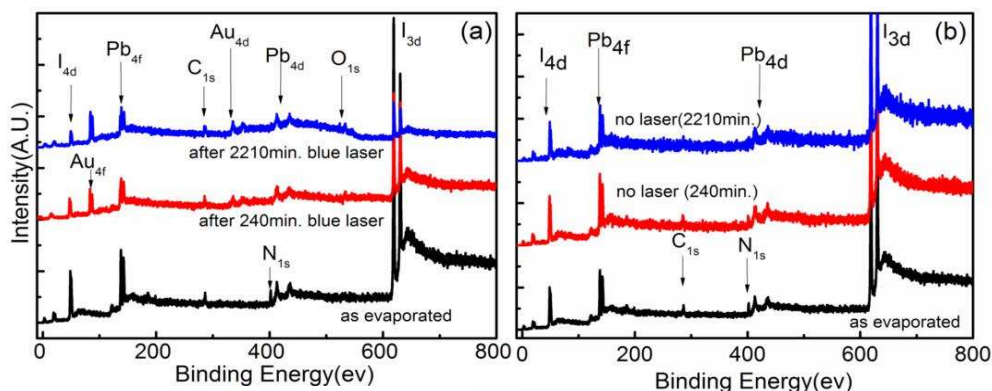 (a)
I3d
Au4d
Pb4f
Pb4d
O1s
I4d
C1s
after 2210min. blue laser
Au4f
after 240min. blue laser
N1s
as evaporated
Intensity(A.U.)
0 200 400 600 800
Binding Energy(ev)
(b)
I3d
Pb4f
I4d
Pb4d
no laser(2210min.)
no laser (240min.)
C1s
N1s
as evaporated
0 200 400 600 800
Binding Energy(ev)